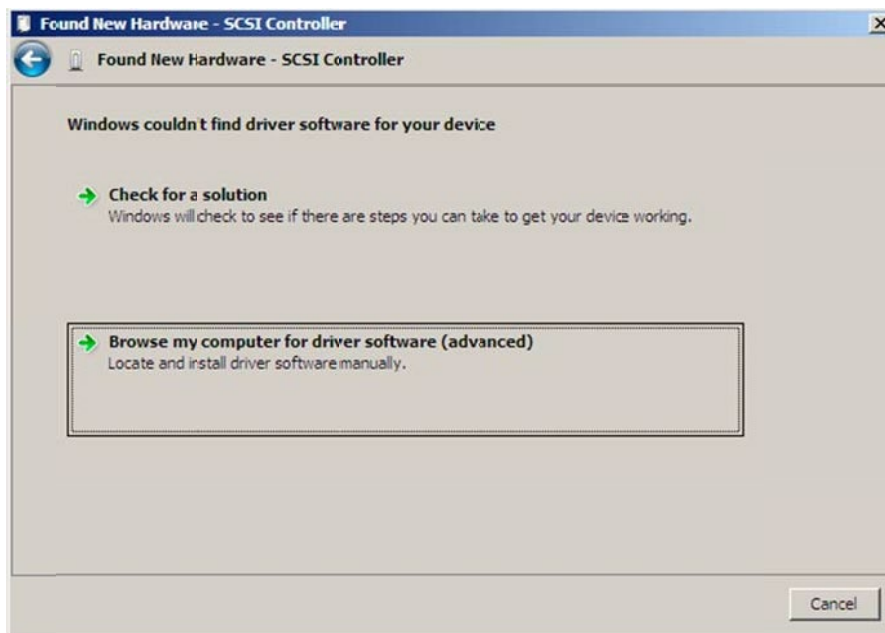 Found New Hardware - SCSI Controller
Found New Hardware - SCSI Controller
Windows couldn't find driver software for your device
Check for a solution
Windows will check to see if there are steps you can take to get your device working.
Browse my computer for driver software (advanced)
Locate and install driver software manually.
Cancel